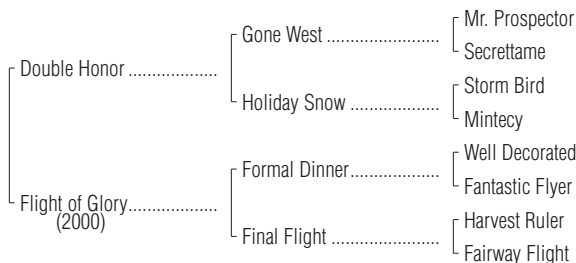 Mr. Prospector
Gone West ....................
Secrettame
Double Honor ..................
Storm Bird
Holiday Snow ................
Mintecy
Well Decorated
Formal Dinner ................
Fantastic Flyer
Flight of Glory ..................
(2000)
Harvest Ruler
Final Flight ...................
Fairway Flight